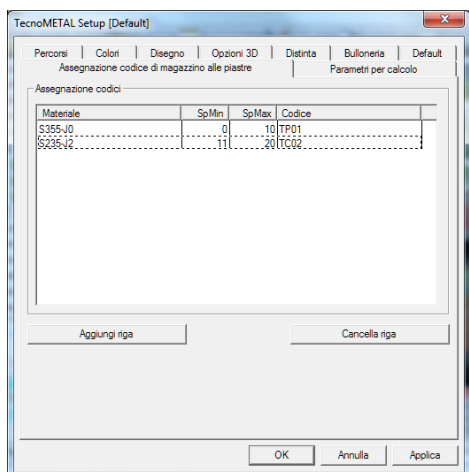 TecnoMETAL Setup [Default]
Percorsi Colori Disegno Opzioni 3D Distinta Bulloneria Default
Assegnazione codice di magazzino alle piastre Parametri per calcolo
Assegnazione codici
Materiale SpMin SpMax Codice
S355-J0 0 10 TP01
S235-J2 11 20 TC02
Aggiungi riga Cancella riga
OK Annulla Applica